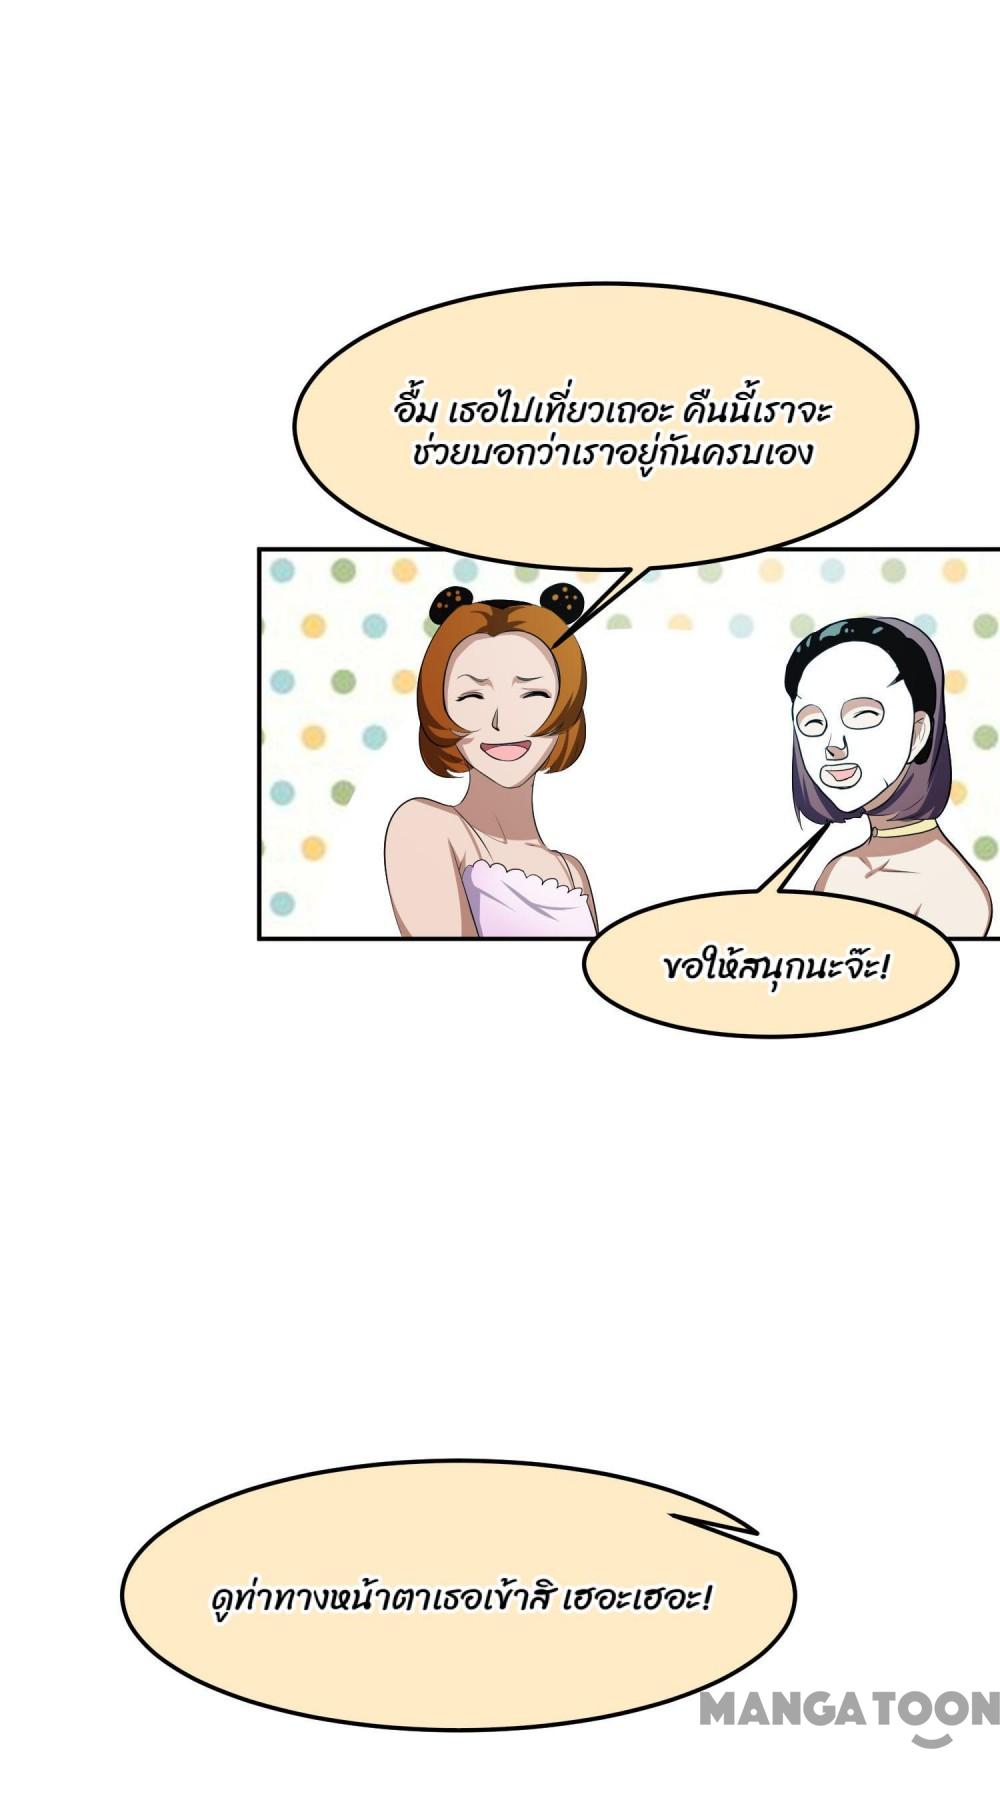 อื้ม เธอไปเที่ยวเถอะ คืนนี้เราจะ
ช่วยบอกว่าเราอยู่กันครบเอง
ขอให้สนุกนะจ๊ะ!
ดูท่าทางหน้าตาเธอเข้าสิ เฮอะเฮอะ!
MANGATOON